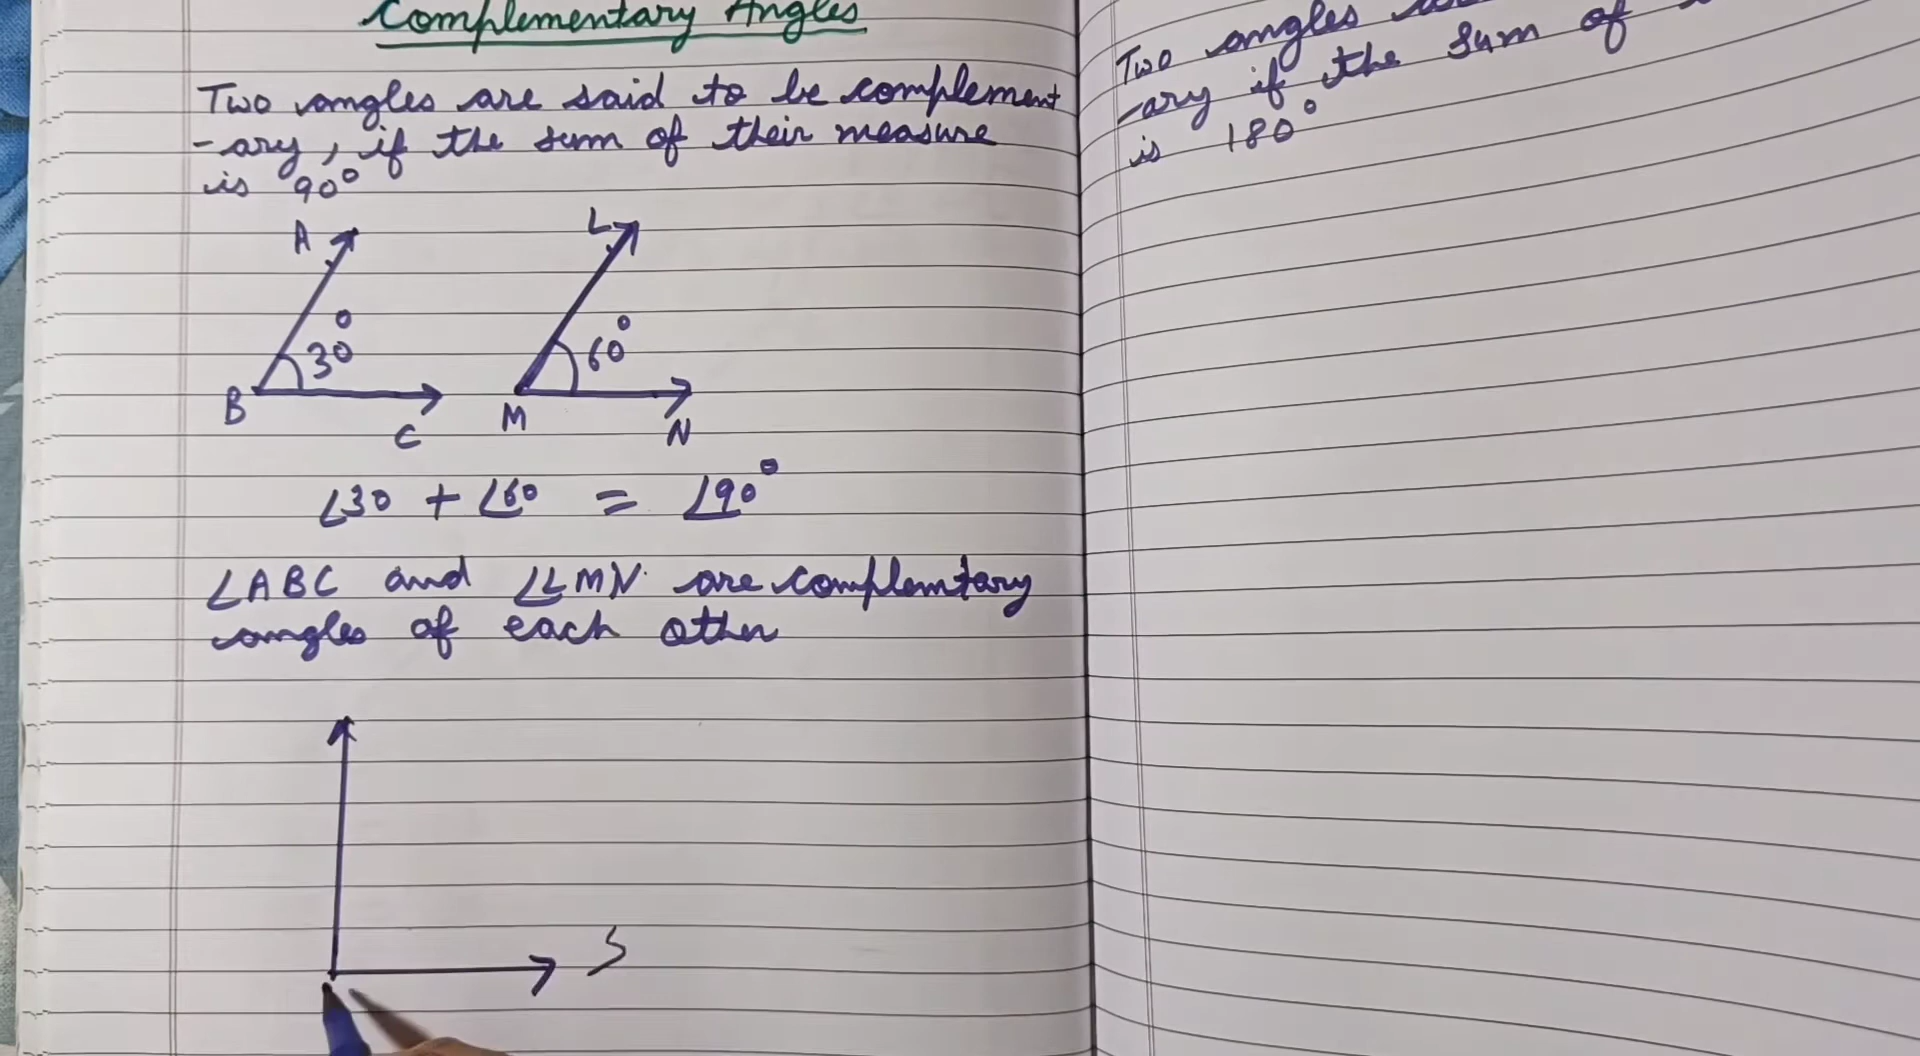 Complementary Angles
Two angles are said to be complement
-ary, if the sum of their measure
is 90°
A
30°
B
C
L
60°
M
N
∠30 + ∠60 = ∠90°
∠ABC and ∠LMN are complemtary
angles of each other
S
Two angles
-ary if the sum of
is 180°